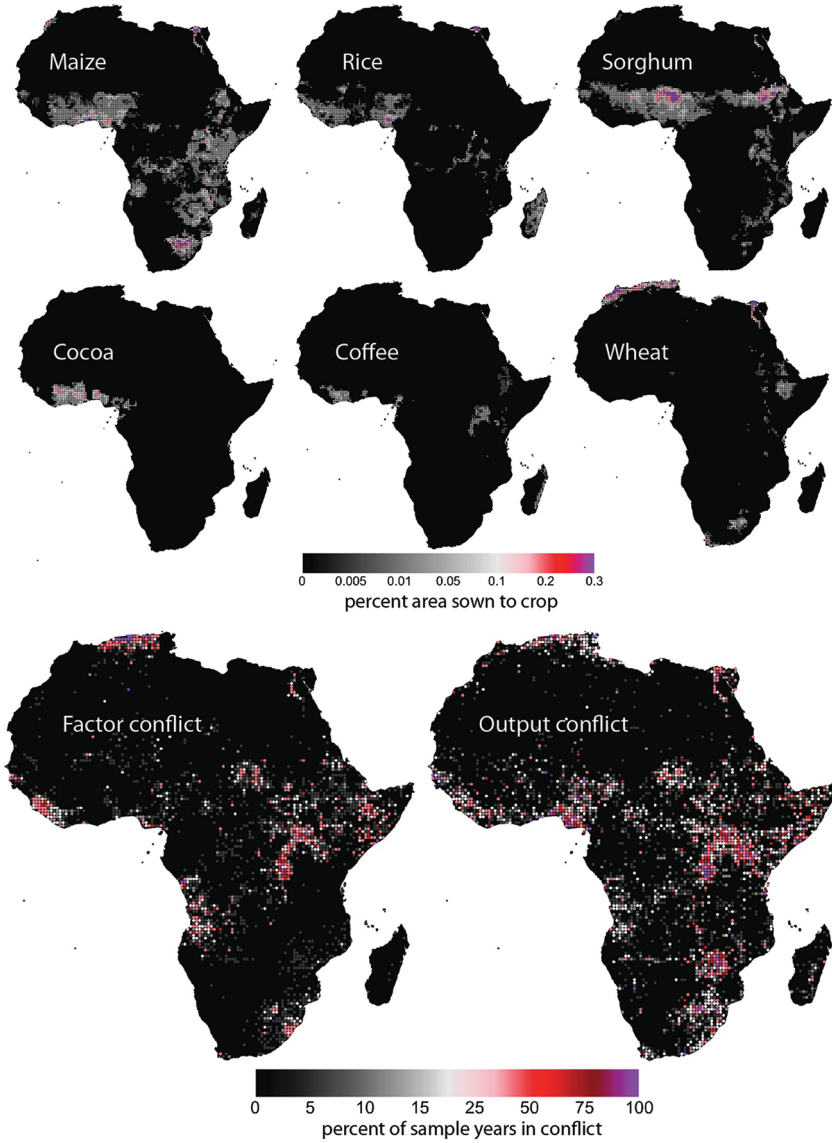 Maize
Rice
Sorghum
Cocoa
Coffee
Wheat
0 0.005 0.01 0.05 0.1 0.2 0.3
percent area sown to crop
Factor conflict
Output conflict
0 5 10 15 25 50 75 100
percent of sample years in conflict